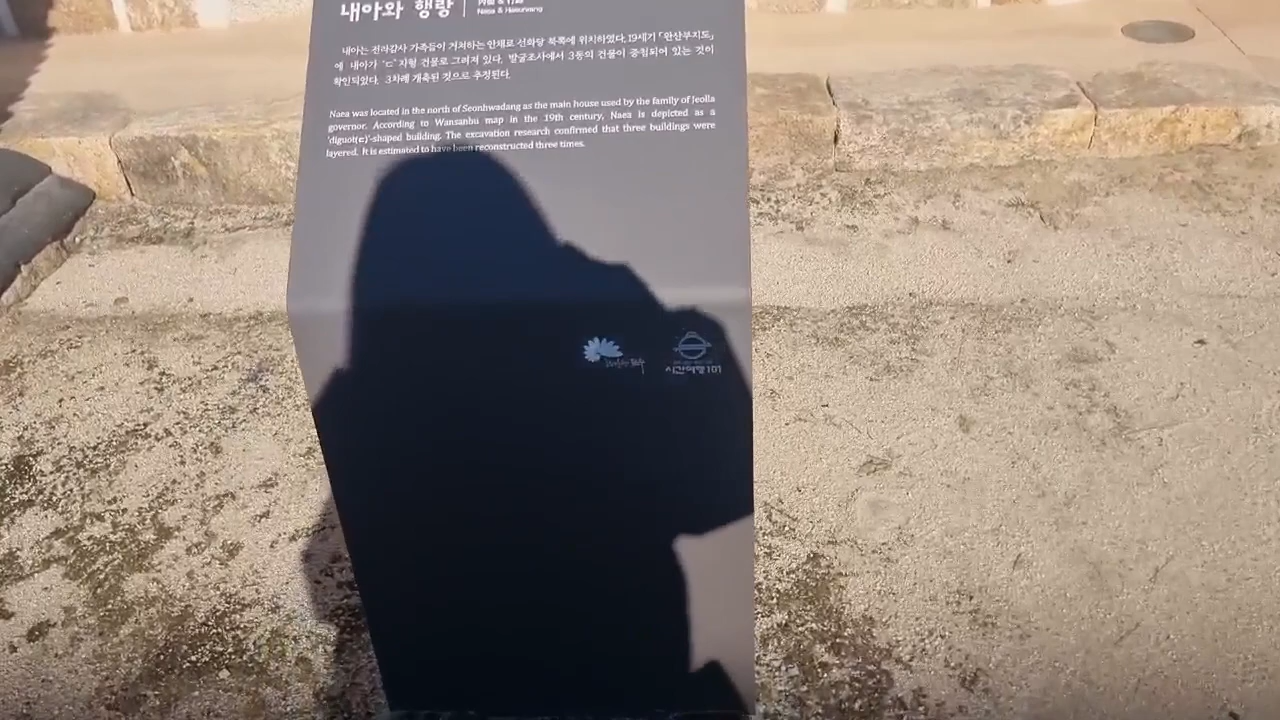 내아와 행랑
Naea & Haengrang
내아는 전라감사 가족들이 거처하는 안채로 선화당 북쪽에 위치하였다. 19세기 「완산부지도」
에 내아가 "ㄷ"자형 건물로 그려져 있다. 발굴조사에서 3동의 건물이 중첩되어 있는 것이
확인되었다. 3차례 개축된 것으로 추정된다.
Naea was located in the north of Seonhwadang as the main house used by the family of Jeolla
governor. According to Wansanbu map in the 19th century, Naea is depicted as a
'digeut(ㄷ)'-shaped building. The excavation research confirmed that three buildings were
layered. It is estimated to have been reconstructed three times.
시간여행101